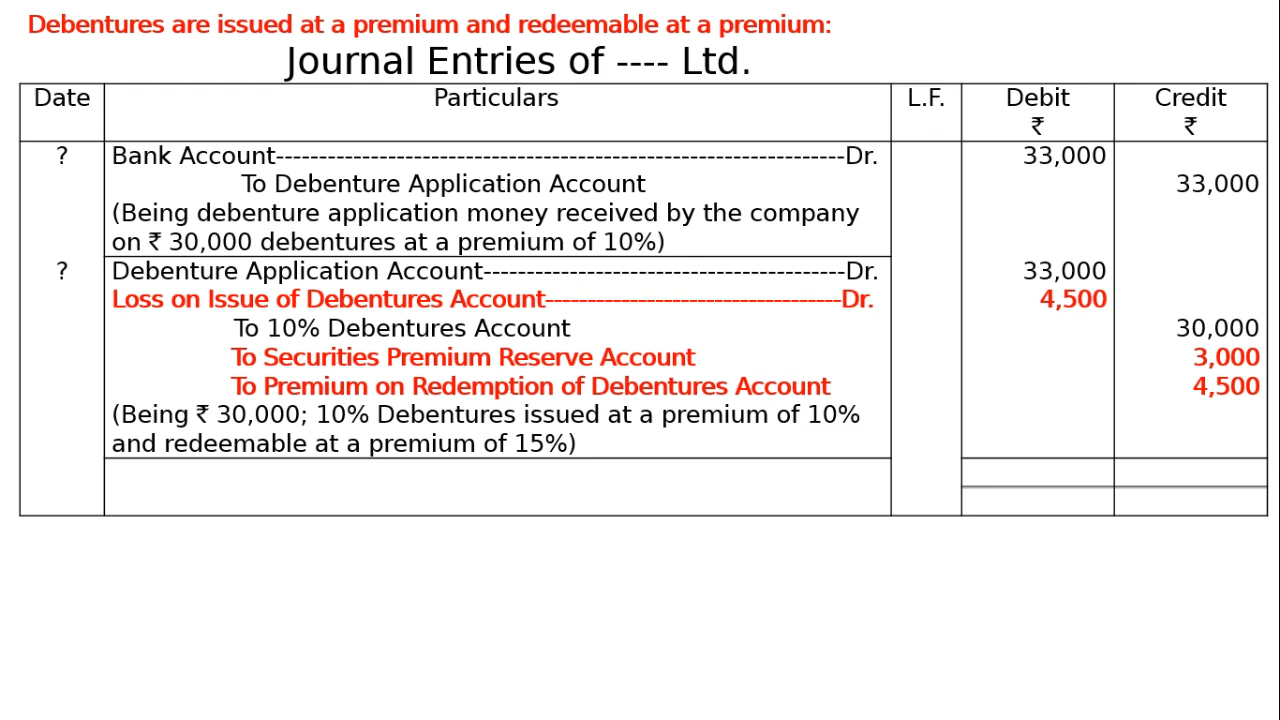 Debentures are issued at a premium and redeemable at a premium:
Journal Entries of ---- Ltd.
Date Particulars L.F. Debit Credit
₹ ₹
? Bank Account------------------------------------------------------------------Dr. 33,000
To Debenture Application Account 33,000
(Being debenture application money received by the company
on ₹ 30,000 debentures at a premium of 10%)
? Debenture Application Account------------------------------------------Dr. 33,000
Loss on Issue of Debentures Account-----------------------------------Dr. 4,500
To 10% Debentures Account 30,000
To Securities Premium Reserve Account 3,000
To Premium on Redemption of Debentures Account 4,500
(Being ₹ 30,000; 10% Debentures issued at a premium of 10%
and redeemable at a premium of 15%)